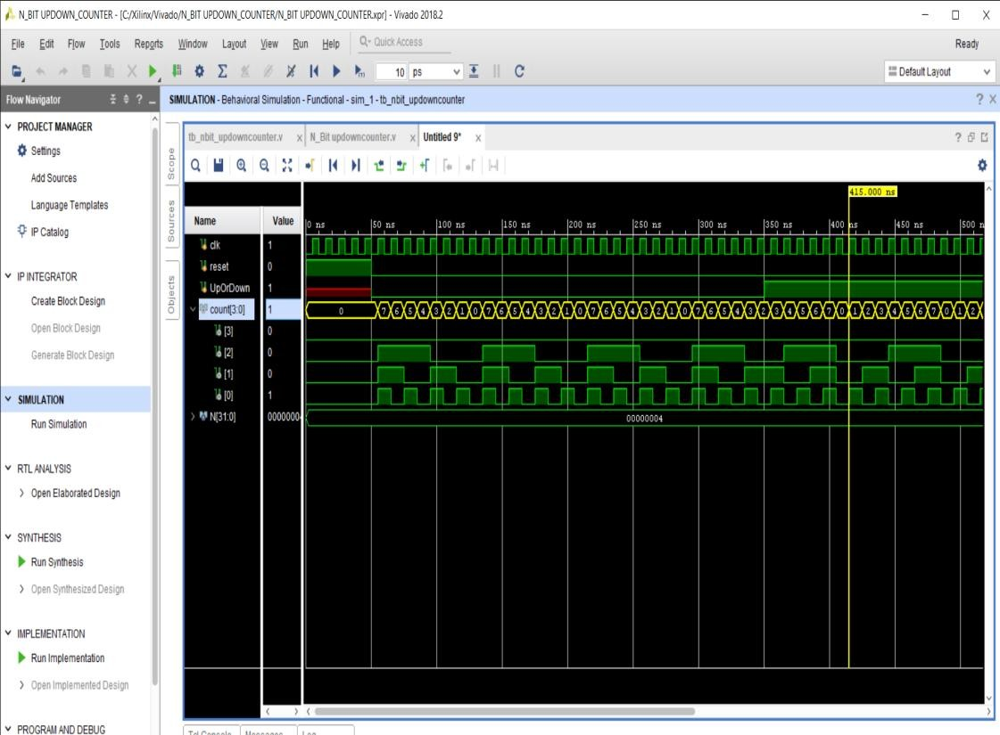 N_BIT UPDOWN_COUNTER - [C:/Xilinx/Vivado/N_BIT UPDOWN_COUNTER/N_BIT UPDOWN_COUNTER.xpr] - Vivado 2018.2
File Edit Flow Tools Reports Window Layout View Run Help Quick Access Ready
10 ps Default Layout
Flow Navigator
SIMULATION - Behavioral Simulation - Functional - sim_1 - tb_nbit_updowncounter
PROJECT MANAGER
Settings
Add Sources
Language Templates
IP Catalog
IP INTEGRATOR
Create Block Design
Open Block Design
Generate Block Design
SIMULATION
Run Simulation
RTL ANALYSIS
Open Elaborated Design
SYNTHESIS
Run Synthesis
Open Synthesized Design
IMPLEMENTATION
Run Implementation
Open Implemented Design
PROGRAM AND DEBUG
Scope
Sources
Objects
tb_nbit_updowncounter.v x N_Bit updowncounter.v x Untitled 9* x
415.000 ns
Name Value
0 ns 50 ns 100 ns 150 ns 200 ns 250 ns 300 ns 350 ns 400 ns 450 ns 500 n
clk 1
reset 0
UpOrDown 1
count[3:0] 1 0 7 6 5 4 3 2 1 0 7 6 5 4 3 2 1 0 7 6 5 4 3 2 1 0 7 6 5 4 3 2 3 4 5 6 7 0 1 2 3 4 5 6 7 0 1 2
[3] 0
[2] 0
[1] 0
[0] 1
N[31:0] 0000000 00000004
Tcl Console Messages Log